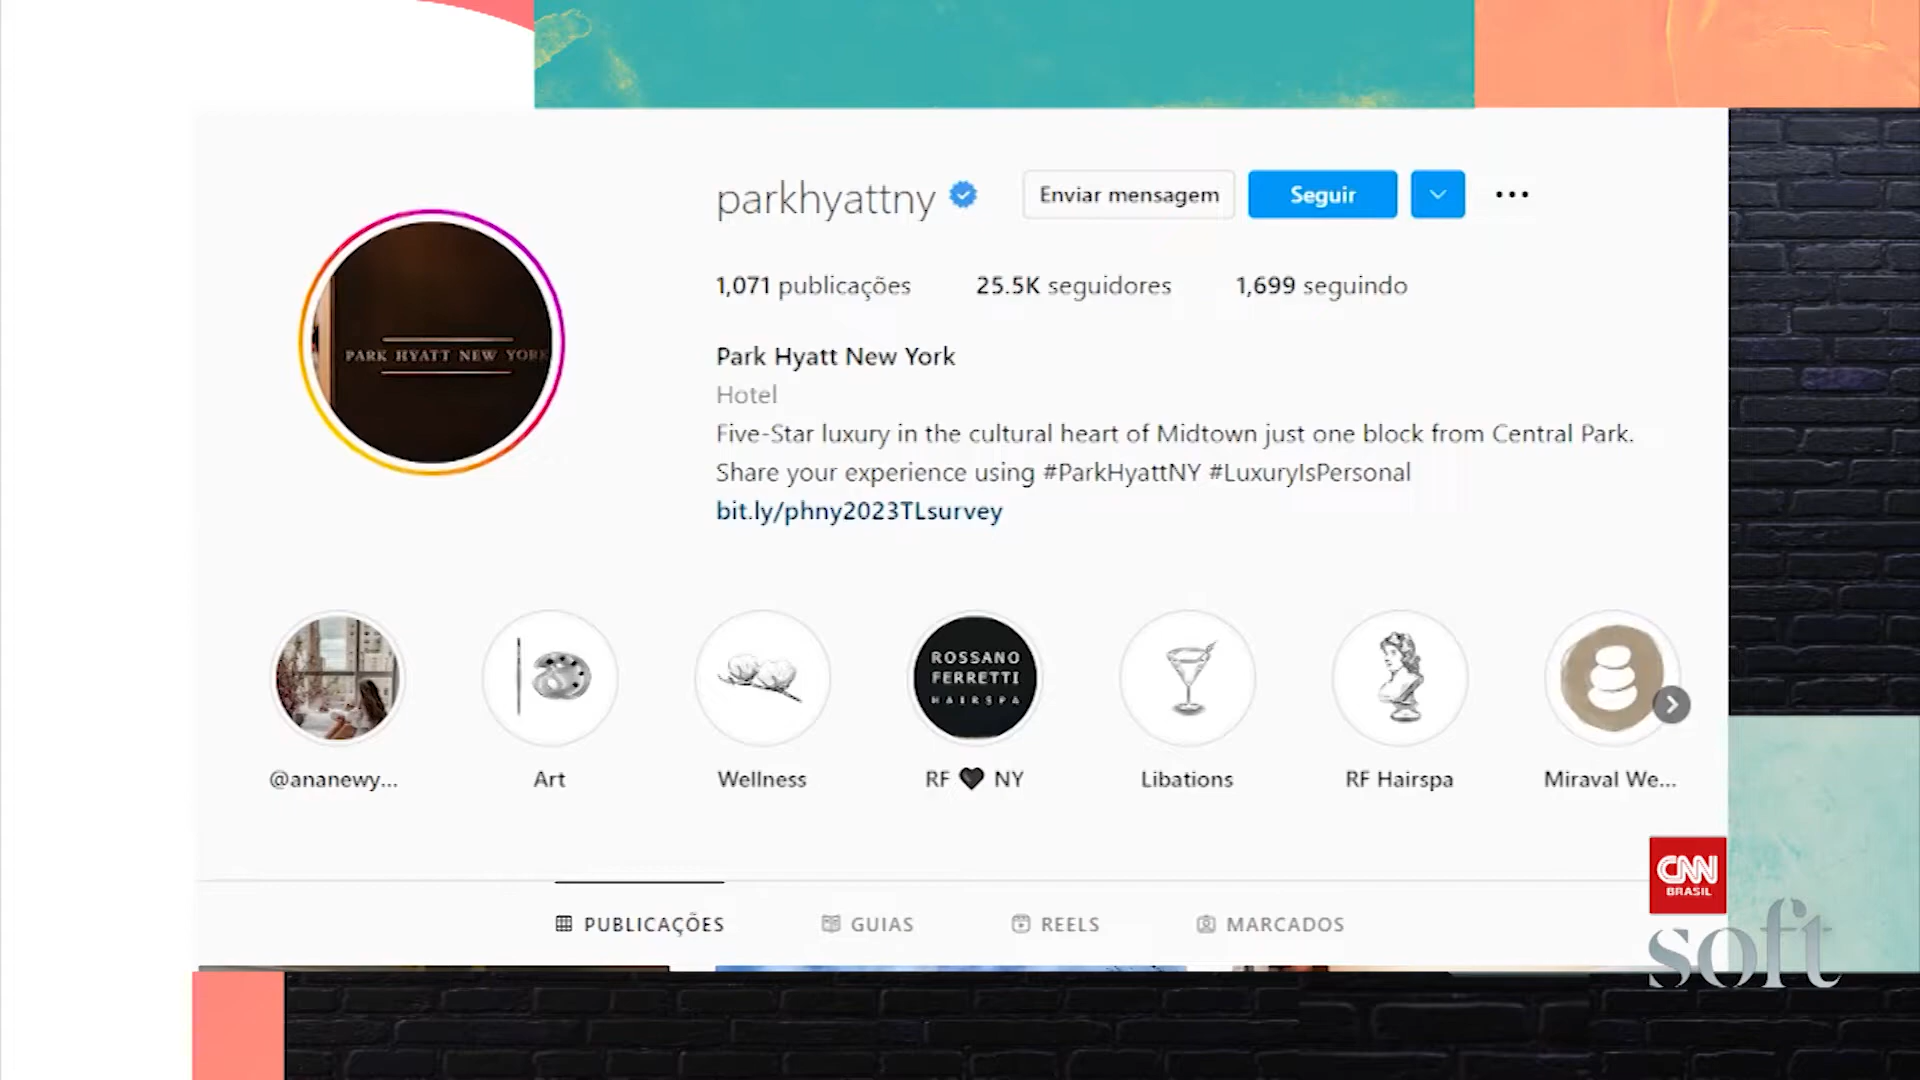 parkhyattny
Enviar mensagem
Seguir
1,071 publicações 25.5K seguidores 1,699 seguindo
PARK HYATT NEW YORK
Park Hyatt New York
Hotel
Five-Star luxury in the cultural heart of Midtown just one block from Central Park.
Share your experience using #ParkHyattNY #LuxuryIsPersonal
bit.ly/phny2023TLsurvey
ROSSANO
FERRETTI
HAIRSPA
@ananewy...
Art
Wellness
RF 🖤 NY
Libations
RF Hairspa
Miraval We...
PUBLICAÇÕES
GUIAS
REELS
MARCADOS
CNN
BRASIL
soft